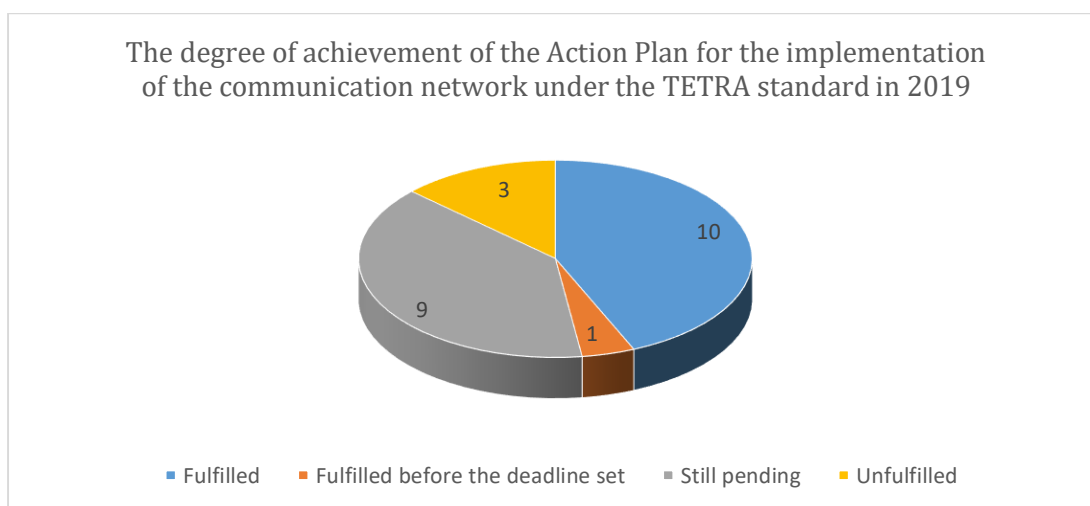 The degree of achievement of the Action Plan for the implementation
of the communication network under the TETRA standard in 2019
3
10
9
1
Fulfilled
Fulfilled before the deadline set
Still pending
Unfulfilled